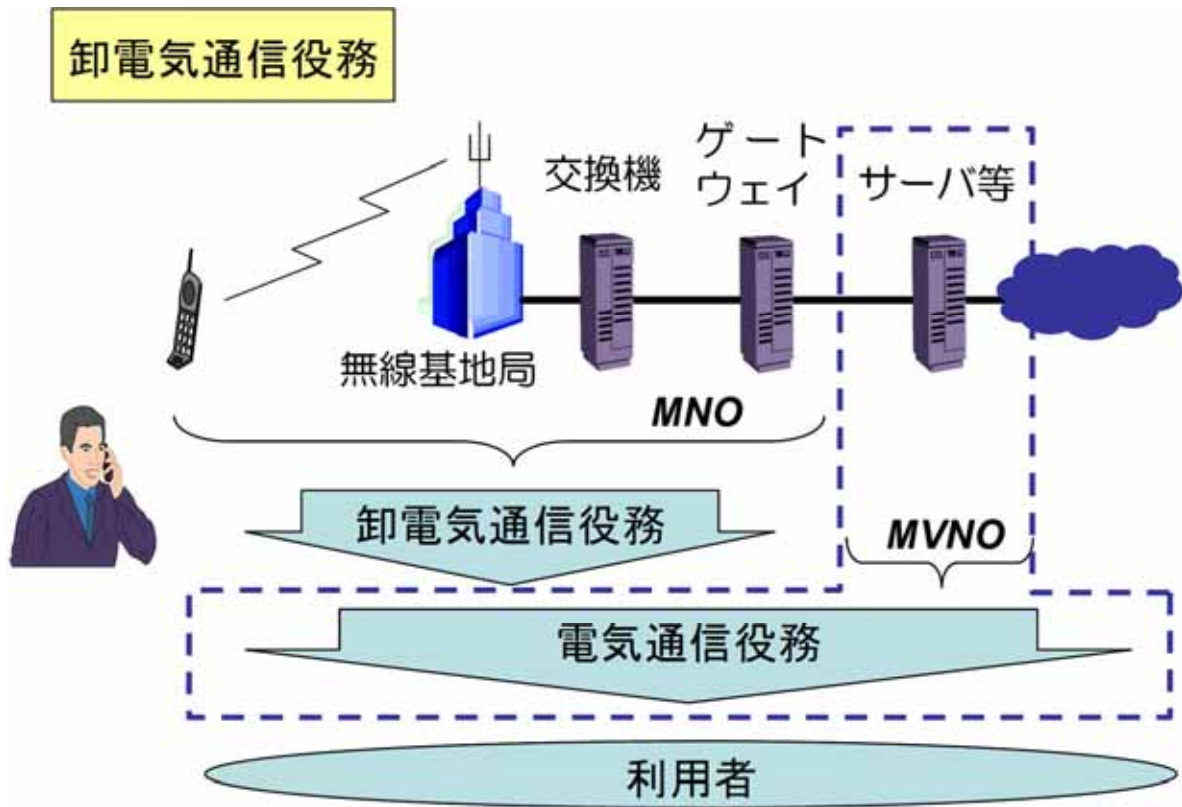 卸電気通信役務
交換機
ゲート
ウェイ
サーバ等
無線基地局
MNO
卸電気通信役務
MVNO
電気通信役務
利用者